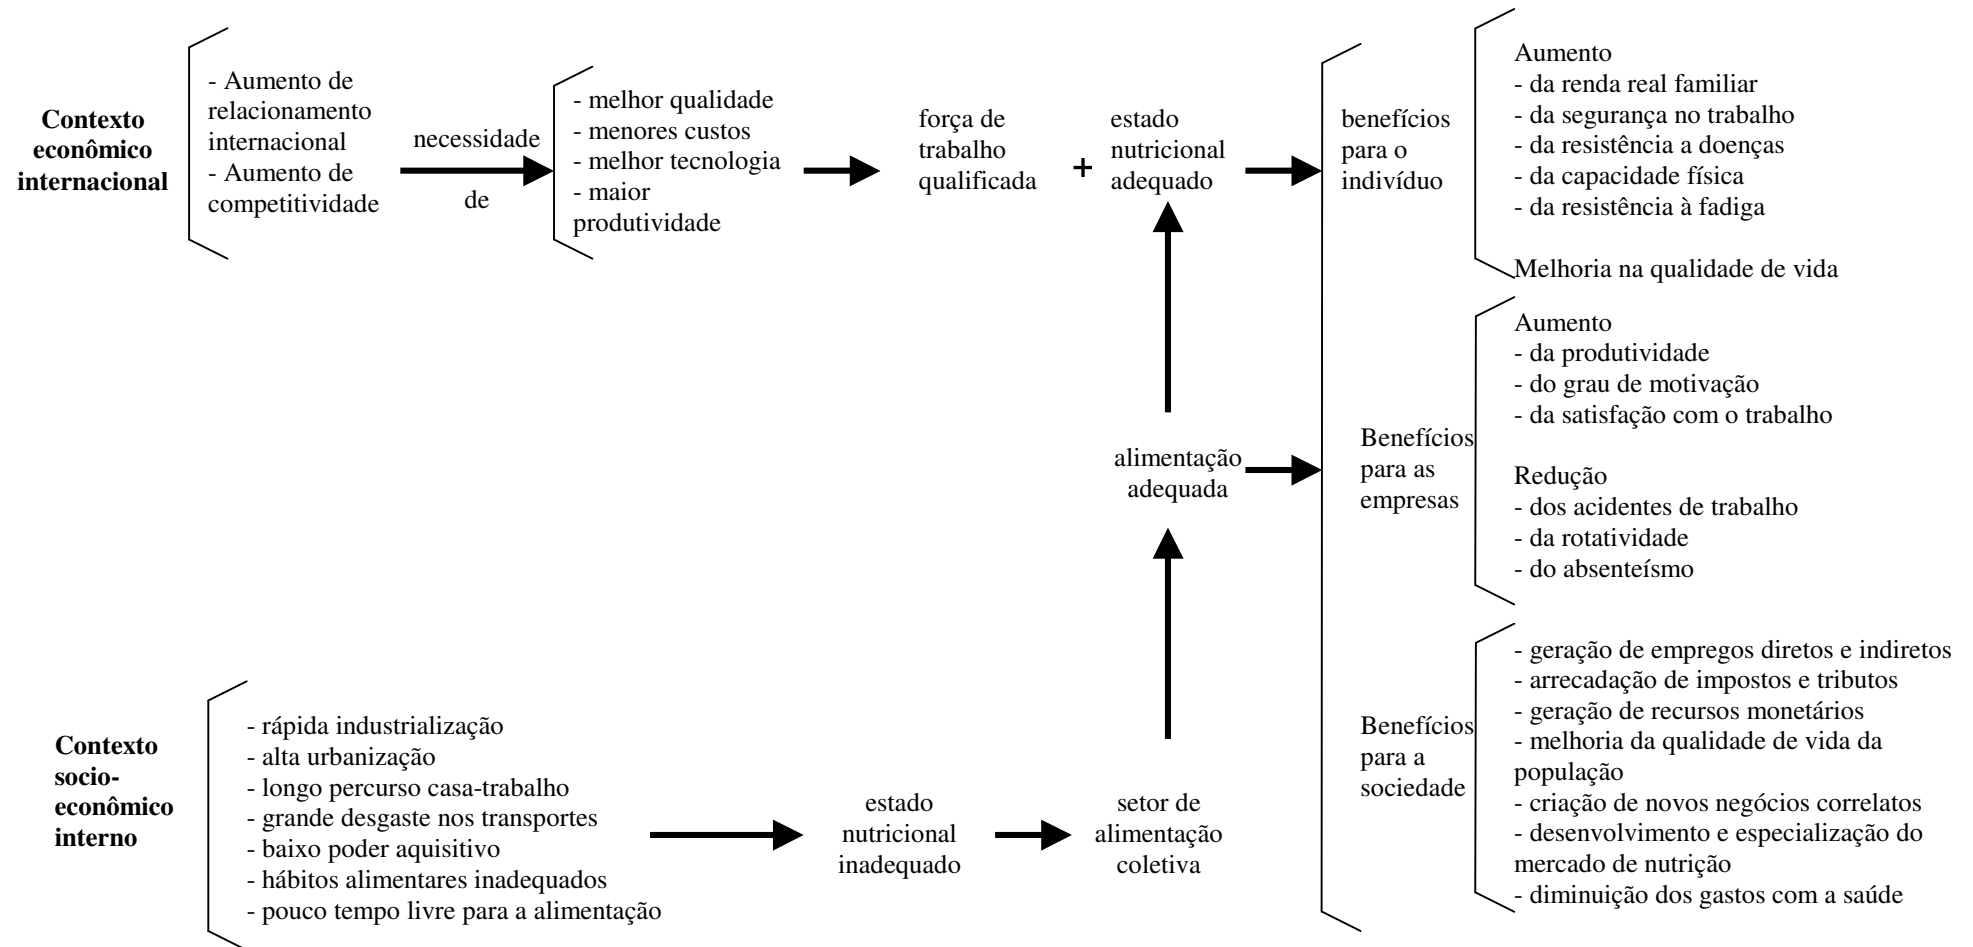 Contexto
econômico
internacional
- Aumento de
relacionamento
internacional
- Aumento de
competitividade
necessidade
de
- melhor qualidade
- menores custos
- melhor tecnologia
- maior
produtividade
força de
trabalho
qualificada
+
estado
nutricional
adequado
benefícios
para o
indivíduo
Aumento
- da renda real familiar
- da segurança no trabalho
- da resistência a doenças
- da capacidade física
- da resistência à fadiga
Melhoria na qualidade de vida
alimentação
adequada
Benefícios
para as
empresas
Aumento
- da produtividade
- do grau de motivação
- da satisfação com o trabalho
Redução
- dos acidentes de trabalho
- da rotatividade
- do absenteísmo
Contexto
socio-
econômico
interno
- rápida industrialização
- alta urbanização
- longo percurso casa-trabalho
- grande desgaste nos transportes
- baixo poder aquisitivo
- hábitos alimentares inadequados
- pouco tempo livre para a alimentação
estado
nutricional
inadequado
setor de
alimentação
coletiva
Benefícios
para a
sociedade
- geração de empregos diretos e indiretos
- arrecadação de impostos e tributos
- geração de recursos monetários
- melhoria da qualidade de vida da
população
- criação de novos negócios correlatos
- desenvolvimento e especialização do
mercado de nutrição
- diminuição dos gastos com a saúde